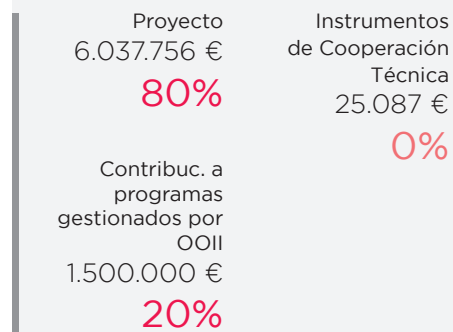 Proyecto
6.037.756 €
80%
Contribuc. a
programas
gestionados por
OOII
1.500.000 €
20%
Instrumentos
de Cooperación
Técnica
25.087 €
0%